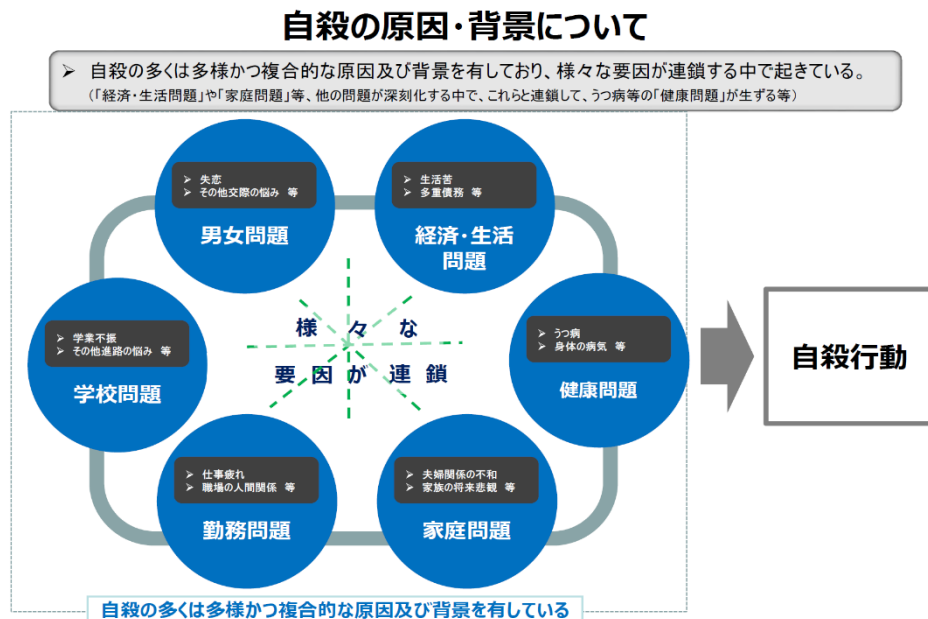 自殺の原因・背景について
➢ 自殺の多くは多様かつ複合的な原因及び背景を有しており、様々な要因が連鎖する中で起きている。
（「経済・生活問題」や「家庭問題」等、他の問題が深刻化する中で、これらと連鎖して、うつ病等の「健康問題」が生ずる等）
➢ 失恋
➢ その他交際の悩み 等
男女問題
➢ 生活苦
➢ 多重債務 等
経済・生活
問題
➢ 学業不振
➢ その他進路の悩み 等
学校問題
様々な
要因が連鎖
➢ うつ病
➢ 身体の病気 等
健康問題
自殺行動
➢ 仕事疲れ
➢ 職場の人間関係 等
勤務問題
➢ 夫婦関係の不和
➢ 家族の将来悲観 等
家庭問題
自殺の多くは多様かつ複合的な原因及び背景を有している